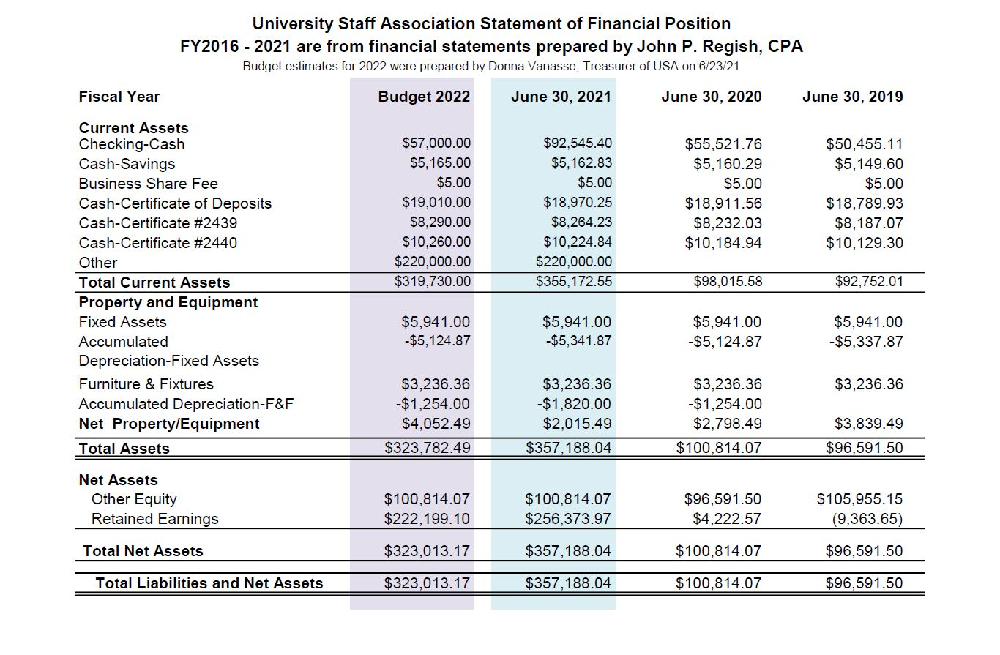 University Staff Association Statement of Financial Position
FY2016 - 2021 are from financial statements prepared by John P. Regish, CPA
Budget estimates for 2022 were prepared by Donna Vanasse, Treasurer of USA on 6/23/21
Fiscal Year Budget 2022 June 30, 2021 June 30, 2020 June 30, 2019
Current Assets
Checking-Cash $57,000.00 $92,545.40 $55,521.76 $50,455.11
Cash-Savings $5,165.00 $5,162.83 $5,160.29 $5,149.60
Business Share Fee $5.00 $5.00 $5.00 $5.00
Cash-Certificate of Deposits $19,010.00 $18,970.25 $18,911.56 $18,789.93
Cash-Certificate #2439 $8,290.00 $8,264.23 $8,232.03 $8,187.07
Cash-Certificate #2440 $10,260.00 $10,224.84 $10,184.94 $10,129.30
Other $220,000.00 $220,000.00
Total Current Assets $319,730.00 $355,172.55 $98,015.58 $92,752.01
Property and Equipment
Fixed Assets $5,941.00 $5,941.00 $5,941.00 $5,941.00
Accumulated -$5,124.87 -$5,341.87 -$5,124.87 -$5,337.87
Depreciation-Fixed Assets
Furniture & Fixtures $3,236.36 $3,236.36 $3,236.36 $3,236.36
Accumulated Depreciation-F&F -$1,254.00 -$1,820.00 -$1,254.00
Net Property/Equipment $4,052.49 $2,015.49 $2,798.49 $3,839.49
Total Assets $323,782.49 $357,188.04 $100,814.07 $96,591.50
Net Assets
Other Equity $100,814.07 $100,814.07 $96,591.50 $105,955.15
Retained Earnings $222,199.10 $256,373.97 $4,222.57 (9,363.65)
Total Net Assets $323,013.17 $357,188.04 $100,814.07 $96,591.50
Total Liabilities and Net Assets $323,013.17 $357,188.04 $100,814.07 $96,591.50